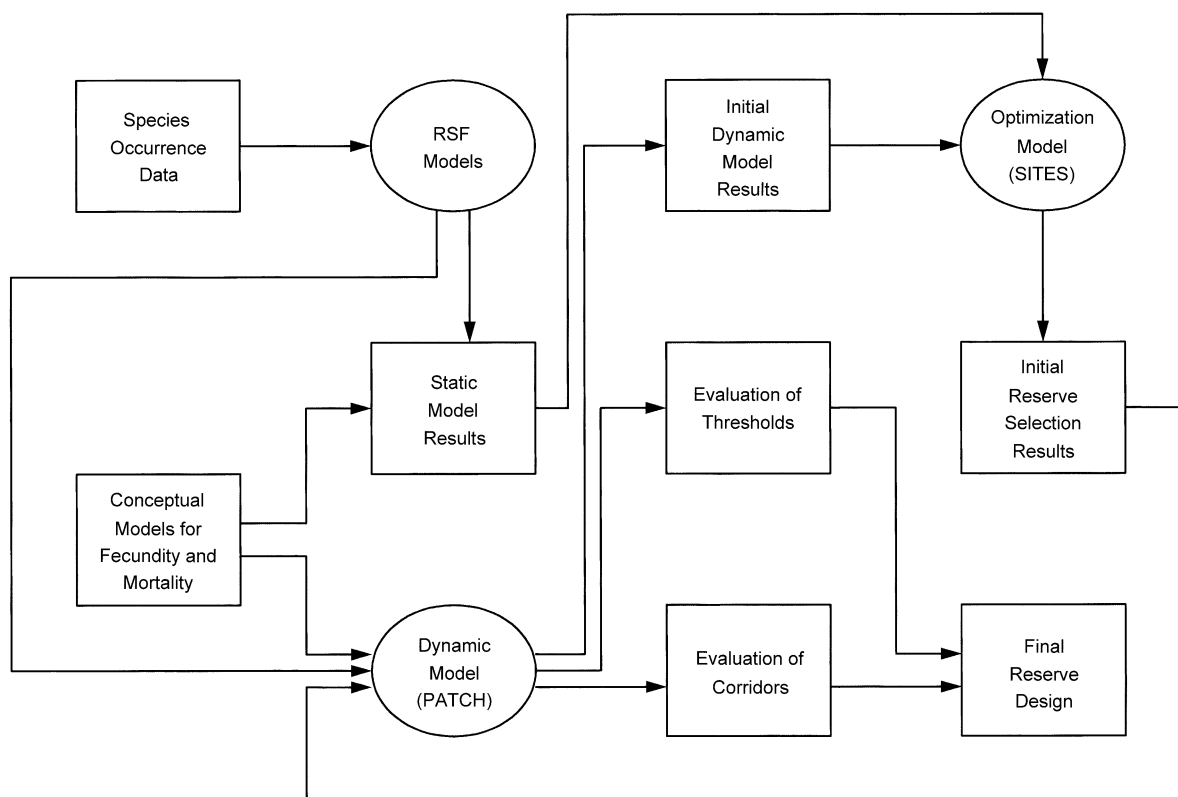 Species
Occurrence
Data
RSF
Models
Initial
Dynamic
Model
Results
Optimization
Model
(SITES)
Static
Model
Results
Evaluation of
Thresholds
Initial
Reserve
Selection
Results
Conceptual
Models for
Fecundity and
Mortality
Dynamic
Model
(PATCH)
Evaluation of
Corridors
Final
Reserve
Design